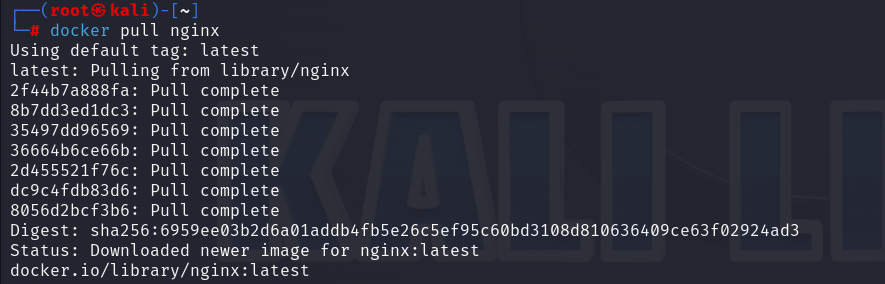 ┌──(root㉿kali)-[~]
└─# docker pull nginx
Using default tag: latest
latest: Pulling from library/nginx
2f44b7a888fa: Pull complete
8b7dd3ed1dc3: Pull complete
35497dd96569: Pull complete
36664b6ce66b: Pull complete
2d455521f76c: Pull complete
dc9c4fdb83d6: Pull complete
8056d2bcf3b6: Pull complete
Digest: sha256:6959ee03b2d6a01addb4fb5e26c5ef95c60bd3108d810636409ce63f02924ad3
Status: Downloaded newer image for nginx:latest
docker.io/library/nginx:latest
KALI LI